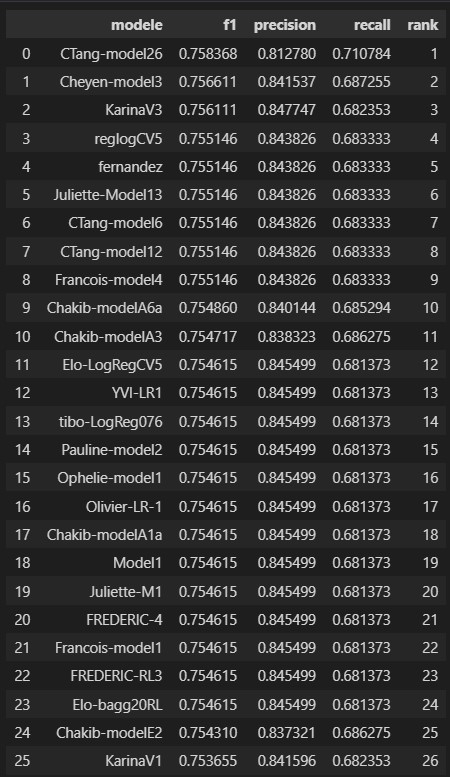 modele f1 precision recall rank
0 CTang-model26 0.758368 0.812780 0.710784 1
1 Cheyen-model3 0.756611 0.841537 0.687255 2
2 KarinaV3 0.756111 0.847747 0.682353 3
3 reglogCV5 0.755146 0.843826 0.683333 4
4 fernandez 0.755146 0.843826 0.683333 5
5 Juliette-Model13 0.755146 0.843826 0.683333 6
6 CTang-model6 0.755146 0.843826 0.683333 7
7 CTang-model12 0.755146 0.843826 0.683333 8
8 Francois-model4 0.755146 0.843826 0.683333 9
9 Chakib-modelA6a 0.754860 0.840144 0.685294 10
10 Chakib-modelA3 0.754717 0.838323 0.686275 11
11 Elo-LogRegCV5 0.754615 0.845499 0.681373 12
12 YVI-LR1 0.754615 0.845499 0.681373 13
13 tibo-LogReg076 0.754615 0.845499 0.681373 14
14 Pauline-model2 0.754615 0.845499 0.681373 15
15 Ophelie-model1 0.754615 0.845499 0.681373 16
16 Olivier-LR-1 0.754615 0.845499 0.681373 17
17 Chakib-modelA1a 0.754615 0.845499 0.681373 18
18 Model1 0.754615 0.845499 0.681373 19
19 Juliette-M1 0.754615 0.845499 0.681373 20
20 FREDERIC-4 0.754615 0.845499 0.681373 21
21 Francois-model1 0.754615 0.845499 0.681373 22
22 FREDERIC-RL3 0.754615 0.845499 0.681373 23
23 Elo-bagg20RL 0.754615 0.845499 0.681373 24
24 Chakib-modelE2 0.754310 0.837321 0.686275 25
25 KarinaV1 0.753655 0.841596 0.682353 26